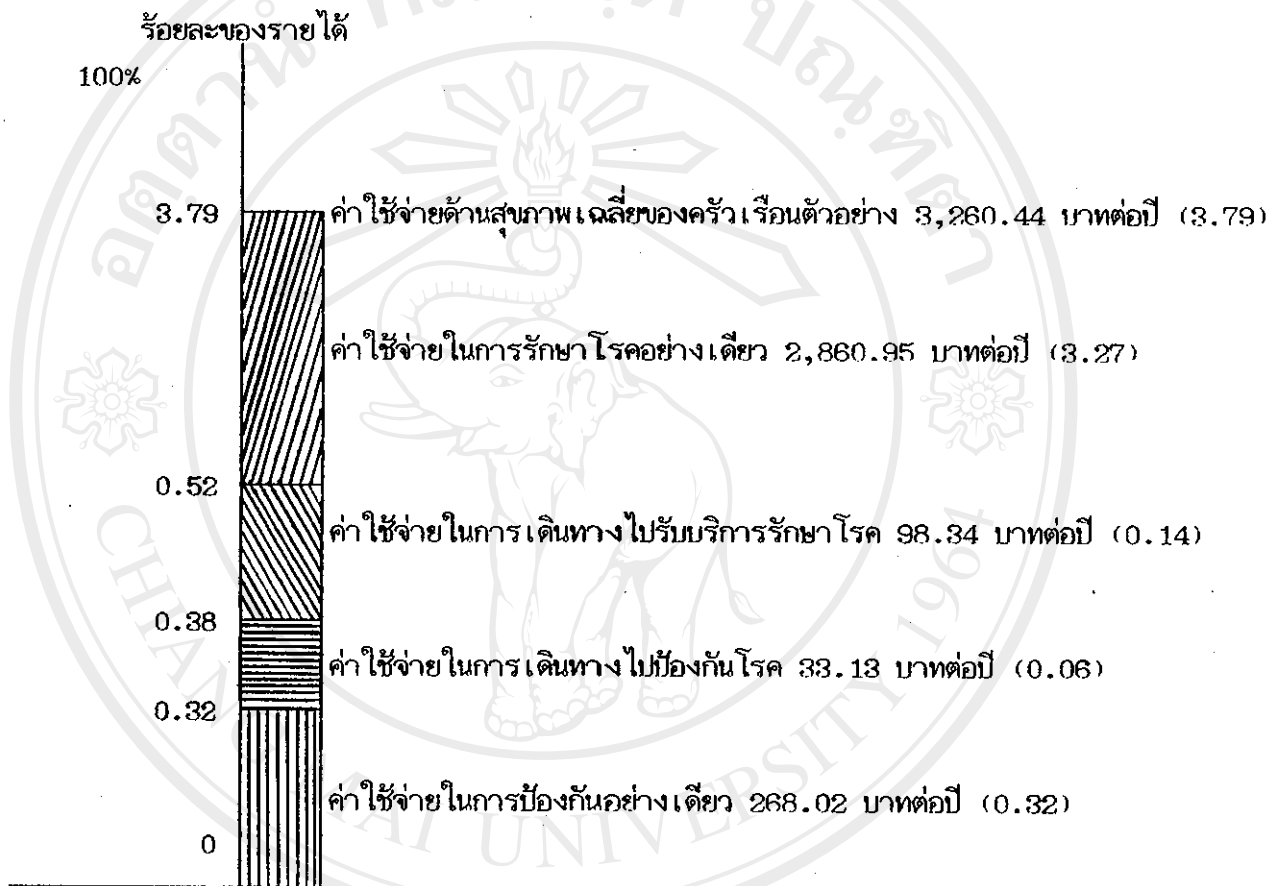 ร้อยละของรายได้
100%
3.79 ค่าใช้จ่ายด้านสุขภาพเฉลี่ยของครัวเรือนตัวอย่าง 3,260.44 บาทต่อปี (3.79)
ค่าใช้จ่ายในการรักษาโรคอย่างเดียว 2,860.95 บาทต่อปี (3.27)
0.52
ค่าใช้จ่ายในการเดินทางไปรับบริการรักษาโรค 98.34 บาทต่อปี (0.14)
0.38
ค่าใช้จ่ายในการเดินทางไปป้องกันโรค 33.13 บาทต่อปี (0.06)
0.32
ค่าใช้จ่ายในการป้องกันอย่างเดียว 268.02 บาทต่อปี (0.32)
0
CHIANG MAI UNIVERSITY 1964